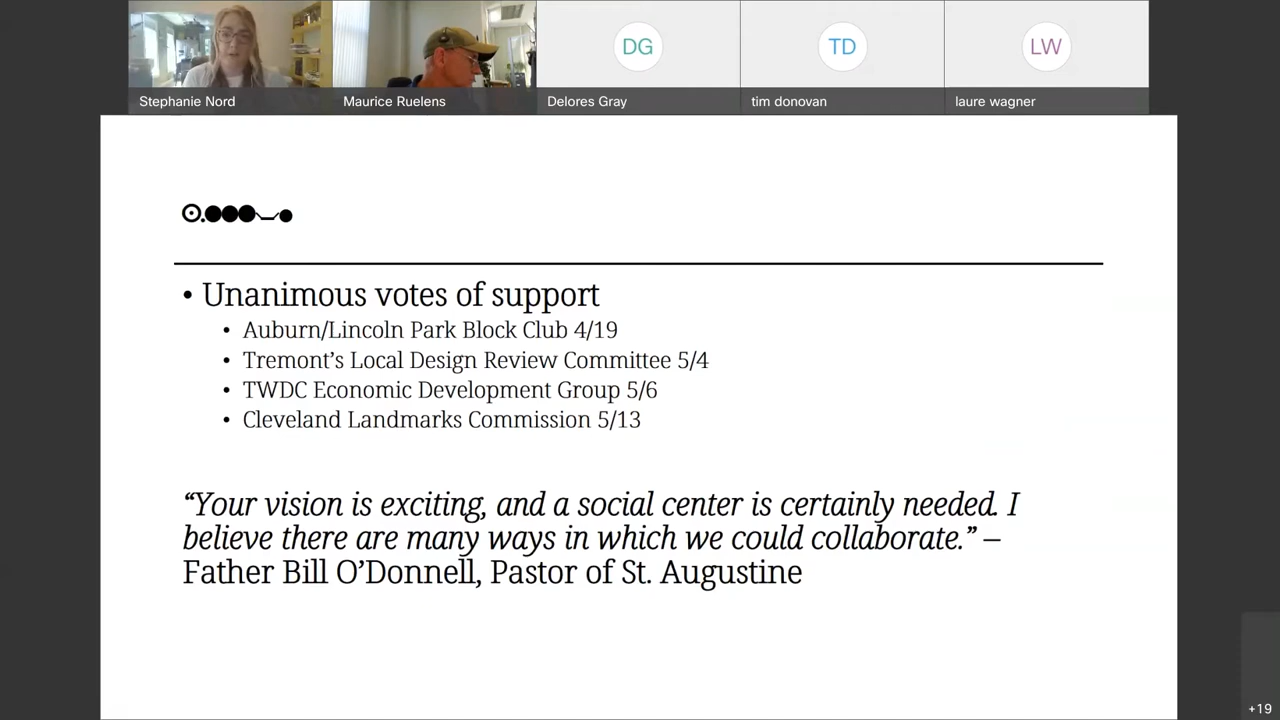 Stephanie Nord
Maurice Ruelens
DG
Delores Gray
TD
tim donovan
LW
laure wagner
• Unanimous votes of support
• Auburn/Lincoln Park Block Club 4/19
• Tremont’s Local Design Review Committee 5/4
• TWDC Economic Development Group 5/6
• Cleveland Landmarks Commission 5/13
“Your vision is exciting, and a social center is certainly needed. I
believe there are many ways in which we could collaborate.” –
Father Bill O’Donnell, Pastor of St. Augustine
+19